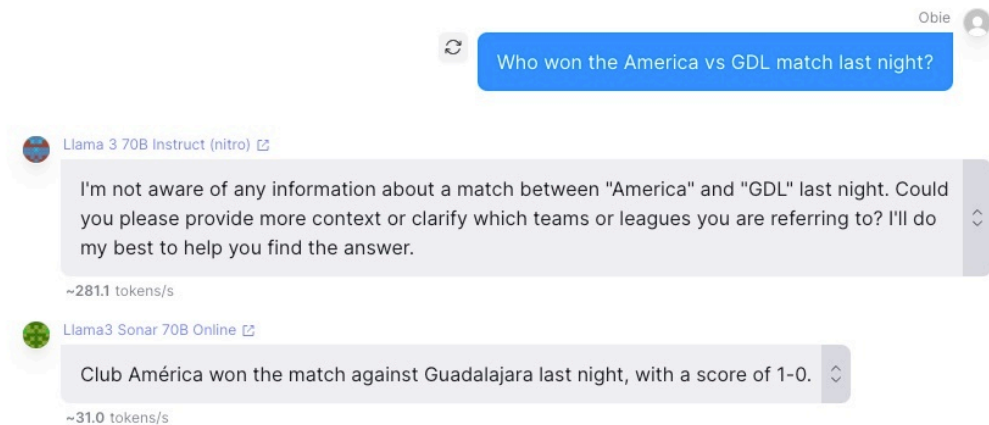 Obie
Who won the America vs GDL match last night?
Llama 3 70B Instruct (nitro)
I'm not aware of any information about a match between "America" and "GDL" last night. Could
you please provide more context or clarify which teams or leagues you are referring to? I'll do
my best to help you find the answer.
~281.1 tokens/s
Llama3 Sonar 70B Online
Club América won the match against Guadalajara last night, with a score of 1-0.
~31.0 tokens/s